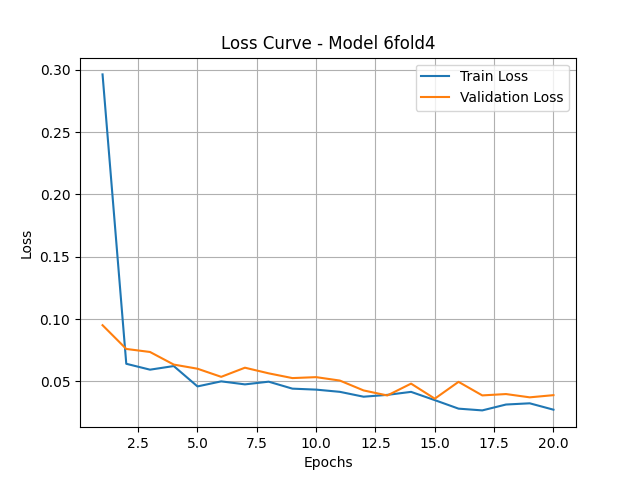 Loss Curve - Model 6fold4
Train Loss
Validation Loss
0.30
0.25
0.20
0.15
0.10
0.05
Loss
2.5 5.0 7.5 10.0 12.5 15.0 17.5 20.0
Epochs